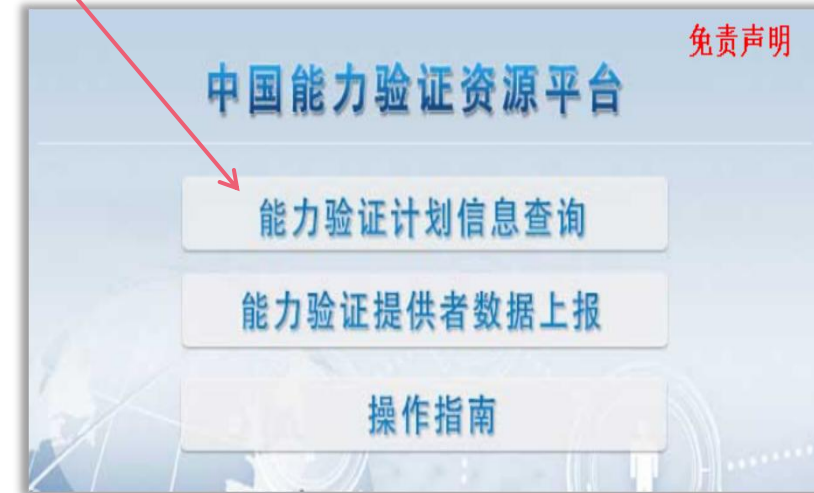 免责声明
中国能力验证资源平台
能力验证计划信息查询
能力验证提供者数据上报
操作指南